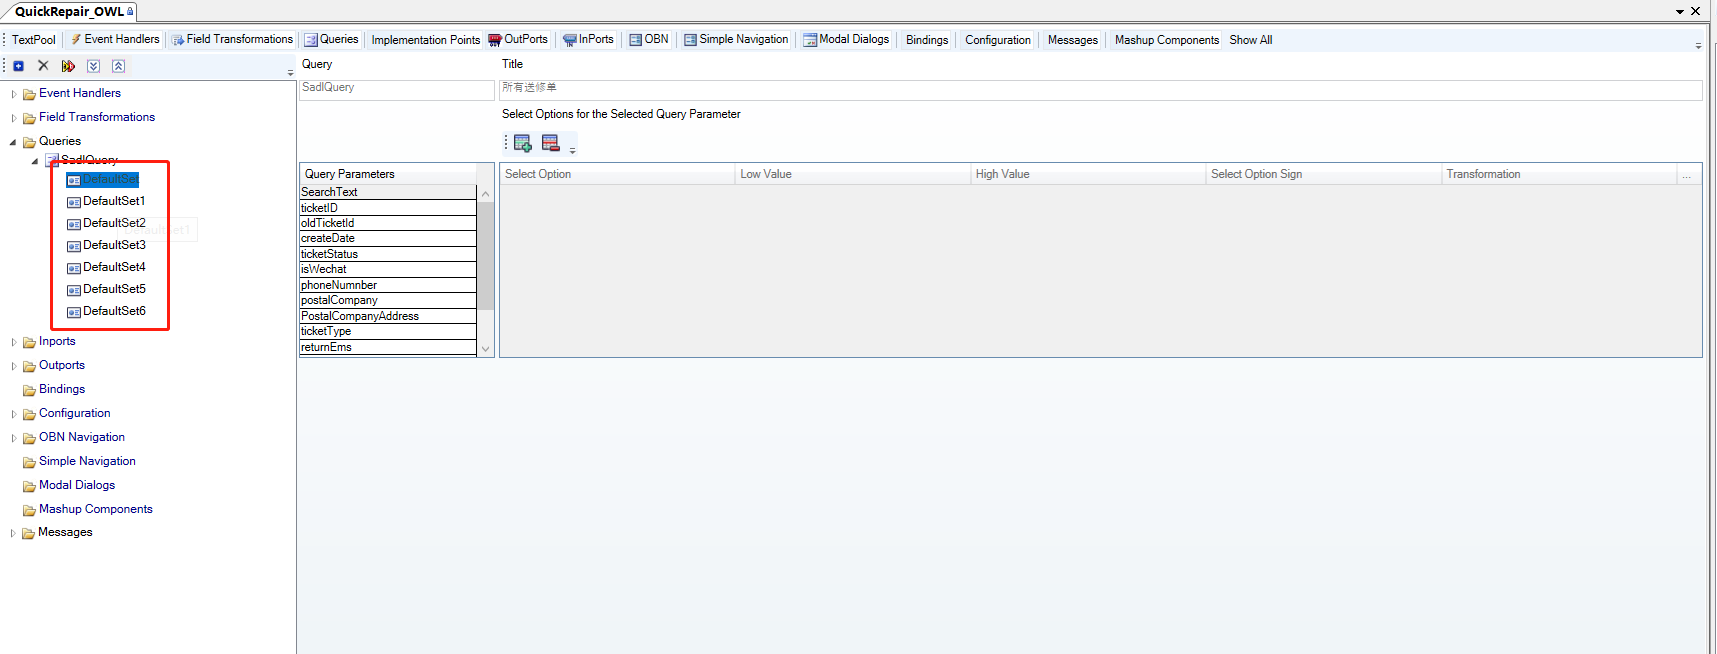 QuickRepair_OWL
TextPool Event Handlers Field Transformations Queries Implementation Points OutPorts InPorts OBN Simple Navigation Modal Dialogs Bindings Configuration Messages Mashup Components Show All
Query Title
SadlQuery 所有送修单
Select Options for the Selected Query Parameter
Event Handlers
Field Transformations
Queries
SadlQuery
DefaultSet
DefaultSet1
DefaultSet2
DefaultSet1
DefaultSet3
DefaultSet4
DefaultSet5
DefaultSet6
Inports
Outports
Bindings
Configuration
OBN Navigation
Simple Navigation
Modal Dialogs
Mashup Components
Messages
Query Parameters
SearchText
ticketID
oldTicketId
createDate
ticketStatus
isWechat
phoneNumnber
postalCompany
PostalCompanyAddress
ticketType
returnEms
Select Option Low Value High Value Select Option Sign Transformation ...